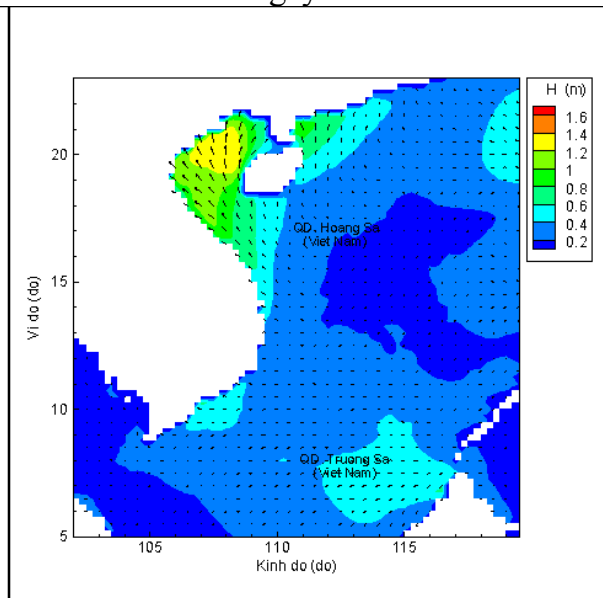 H (m)
1.6
1.4
1.2
1
0.8
0.6
0.4
0.2
20
15
10
5
Vi do (do)
QD. Hoang Sa
(Viet Nam)
QD. Truong Sa
(Viet Nam)
105
110
115
Kinh do (do)